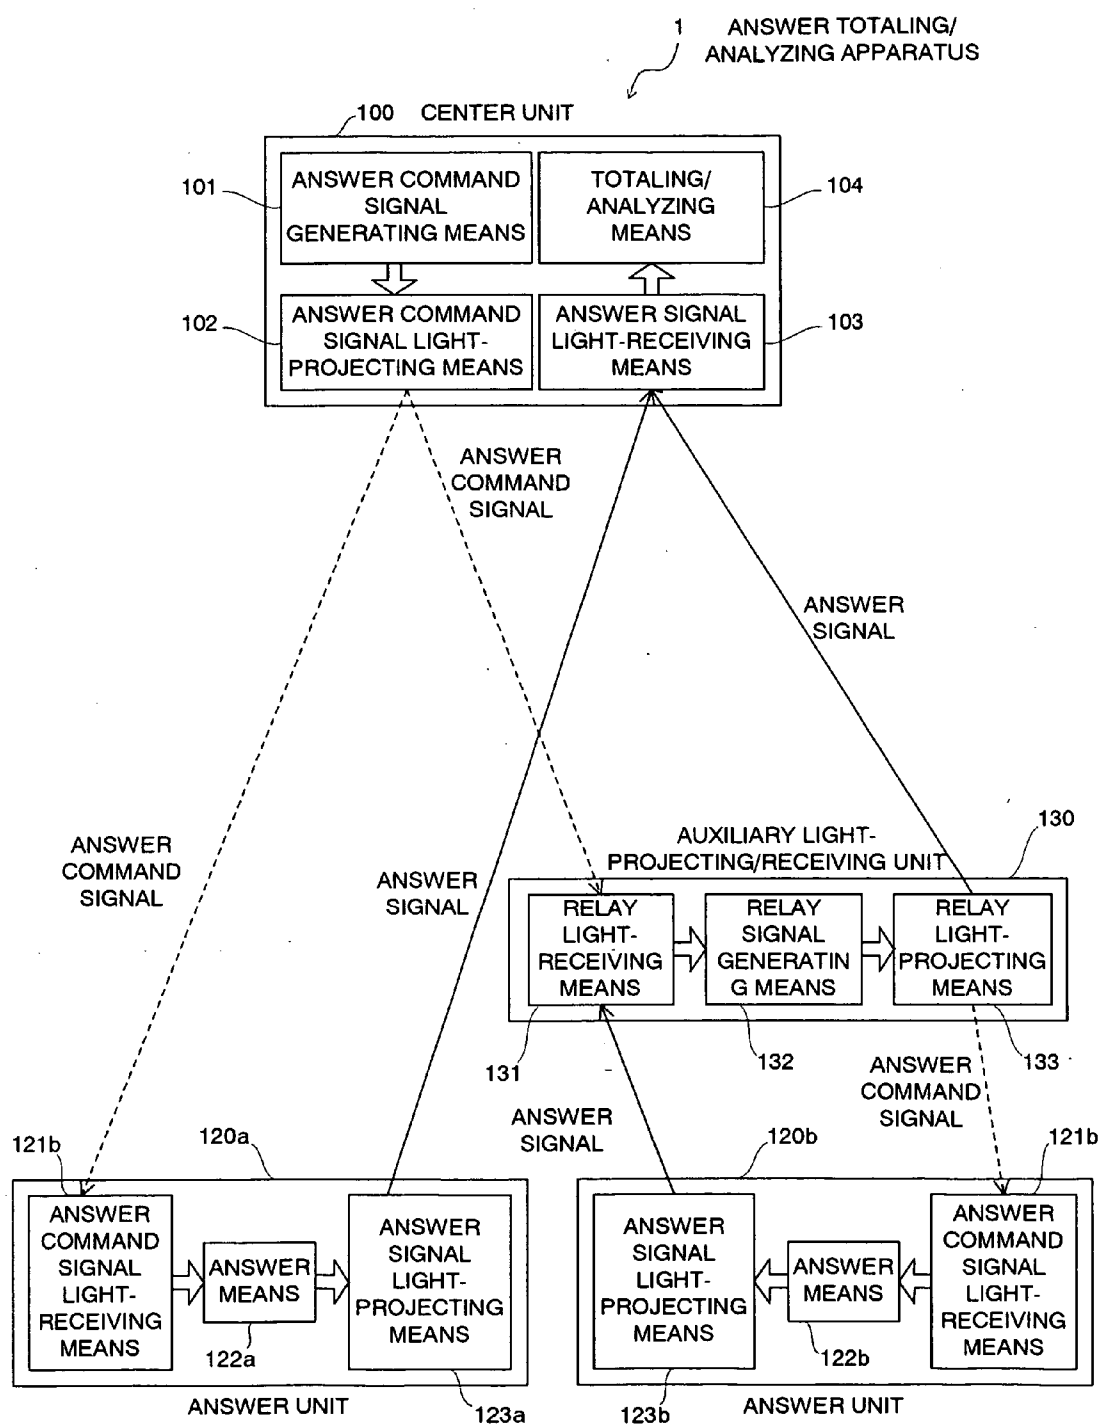 1 ANSWER TOTALING/
ANALYZING APPARATUS
100 CENTER UNIT
101
ANSWER COMMAND
SIGNAL
GENERATING MEANS
TOTALING/
ANALYZING
MEANS
104
102
ANSWER COMMAND
SIGNAL LIGHT-
PROJECTING MEANS
ANSWER SIGNAL
LIGHT-RECEIVING
MEANS
103
ANSWER
COMMAND
SIGNAL
ANSWER
SIGNAL
ANSWER
COMMAND
SIGNAL
ANSWER
SIGNAL
130
AUXILIARY LIGHT-
PROJECTING/RECEIVING UNIT
RELAY
LIGHT-
RECEIVING
MEANS
RELAY
SIGNAL
GENERATIN
G MEANS
RELAY
LIGHT-
PROJECTING
MEANS
131
132
133
ANSWER
SIGNAL
ANSWER
COMMAND
SIGNAL
121b
120a
120b
121b
ANSWER
COMMAND
SIGNAL
LIGHT-
RECEIVING
MEANS
ANSWER
MEANS
ANSWER
SIGNAL
LIGHT-
PROJECTING
MEANS
122a
ANSWER UNIT
123a
ANSWER
SIGNAL
LIGHT-
PROJECTING
MEANS
ANSWER
MEANS
ANSWER
COMMAND
SIGNAL
LIGHT-
RECEIVING
MEANS
122b
123b
ANSWER UNIT